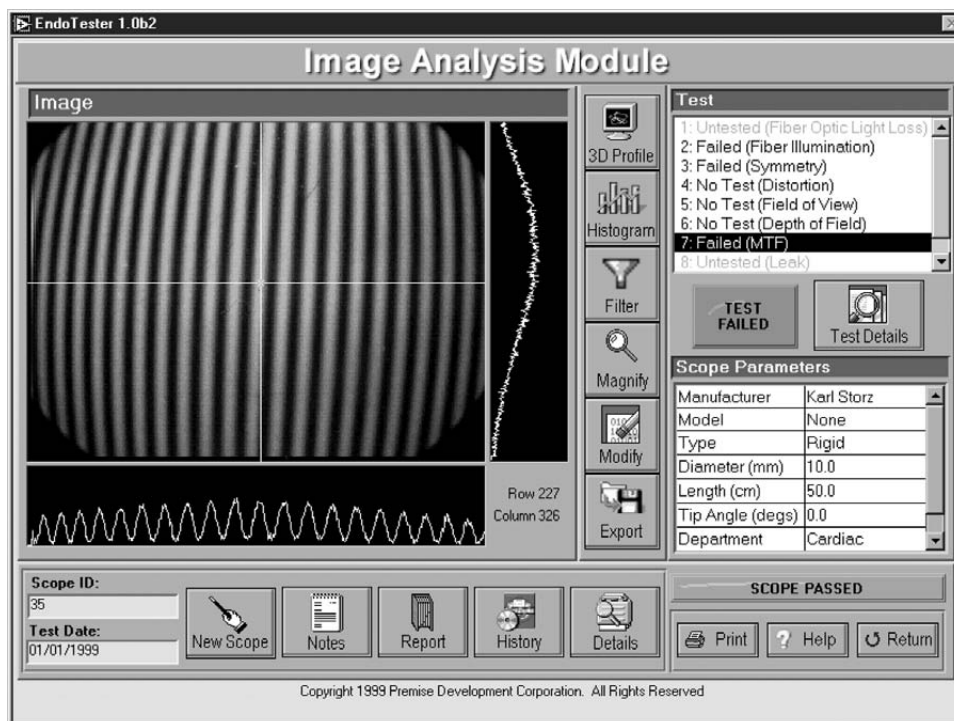 EndoTester 1.0b2
Image Analysis Module
Image
3D Profile
Histogram
Filter
Magnify
Modify
Export
Row 227
Column 326
Test
1: Untested (Fiber Optic Light Loss)
2: Failed (Fiber Illumination)
3: Failed (Symmetry)
4: No Test (Distortion)
5: No Test (Field of View)
6: No Test (Depth of Field)
7: Failed (MTF)
8: Untested (Leak)
TEST
FAILED
Test Details
Scope Parameters
Manufacturer Karl Storz
Model None
Type Rigid
Diameter (mm) 10.0
Length (cm) 50.0
Tip Angle (degs) 0.0
Department Cardiac
Scope ID:
35
Test Date:
01/01/1999
New Scope
Notes
Report
History
Details
SCOPE PASSED
Print
Help
Return
Copyright 1999 Premise Development Corporation. All Rights Reserved